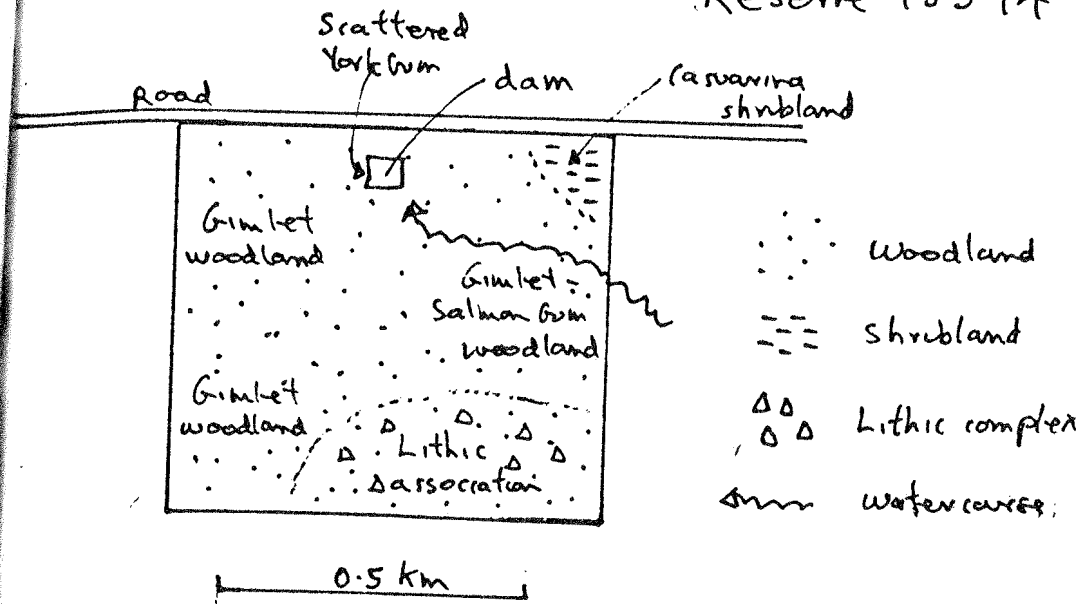 Reserve
Scattered
York Gum
dam
Casuarina
shrubland
Road
Gimlet
woodland
Gimlet -
Salmon Gum
woodland
Gimlet
woodland
Lithic
association
Woodland
Shrubland
Lithic complex
Watercourse
0.5 km